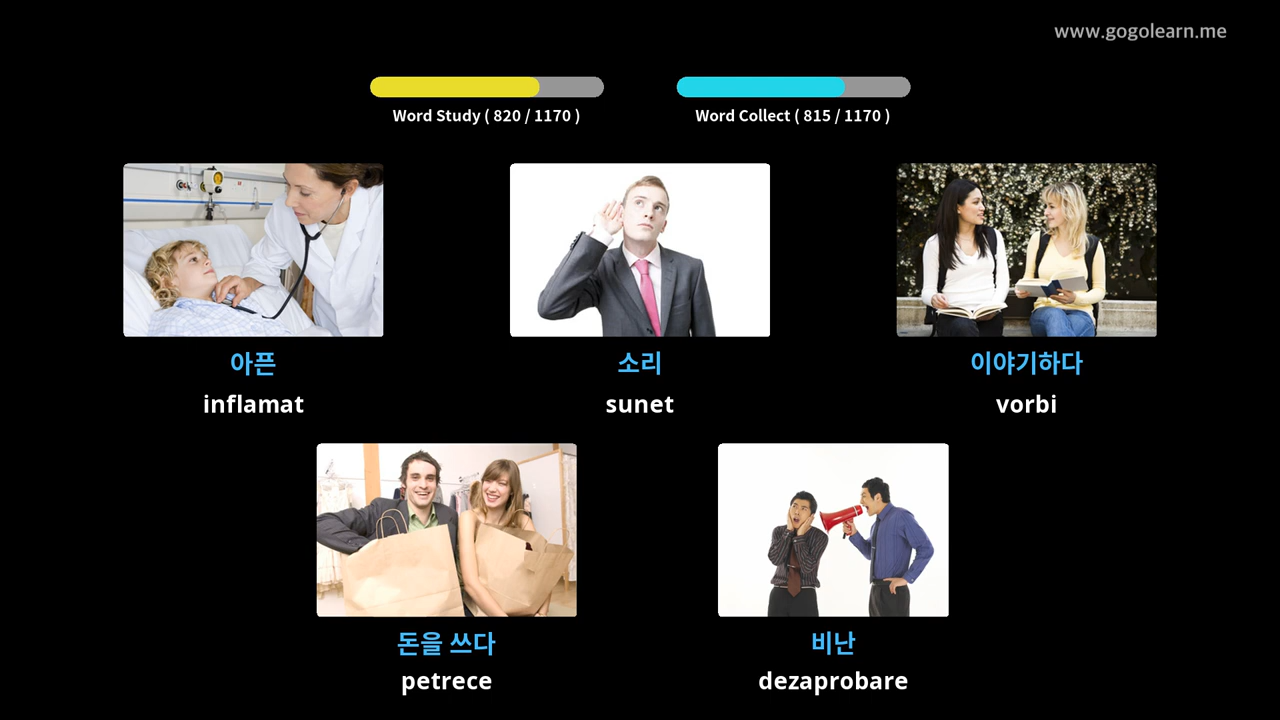 www.gogolearn.me
Word Study ( 820 / 1170 )
Word Collect ( 815 / 1170 )
아픈
소리
이야기하다
inflamat
sunet
vorbi
돈을 쓰다
비난
petrece
dezaprobare